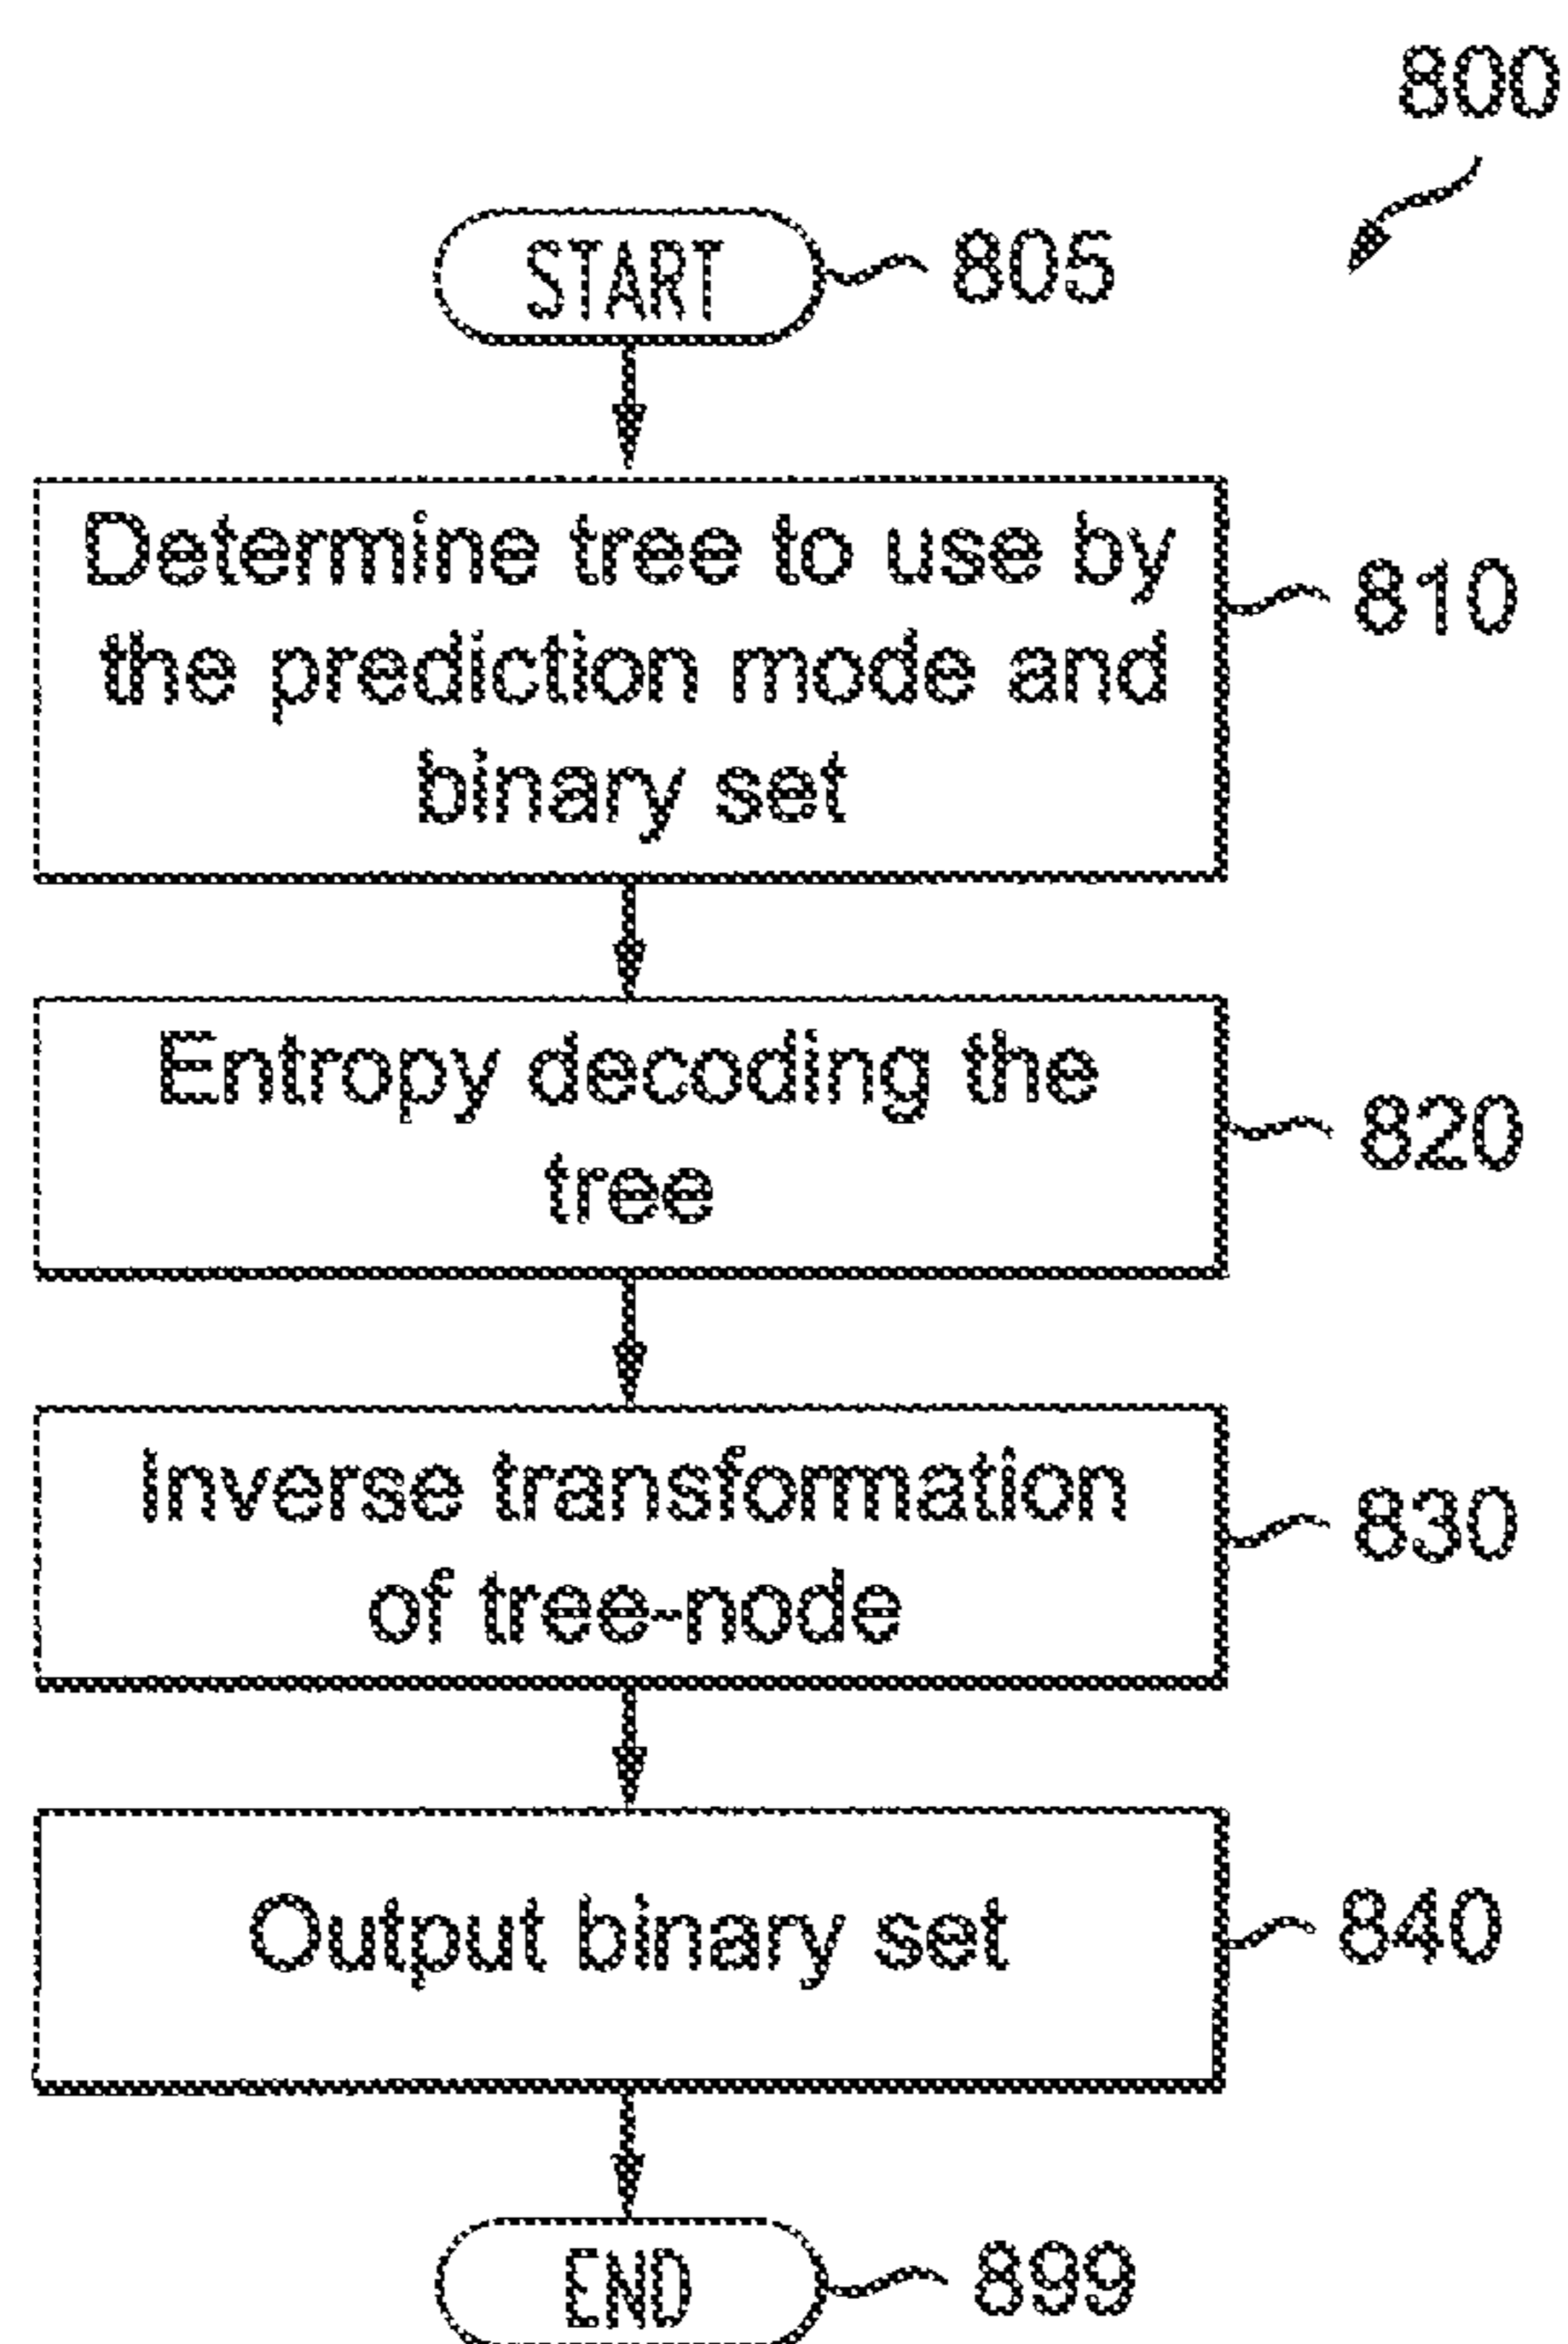 800
START
805
Determine tree to use by
the prediction mode and
binary set
810
Entropy decoding the
tree
820
Inverse transformation
of tree-node
830
Output binary set
840
END
899